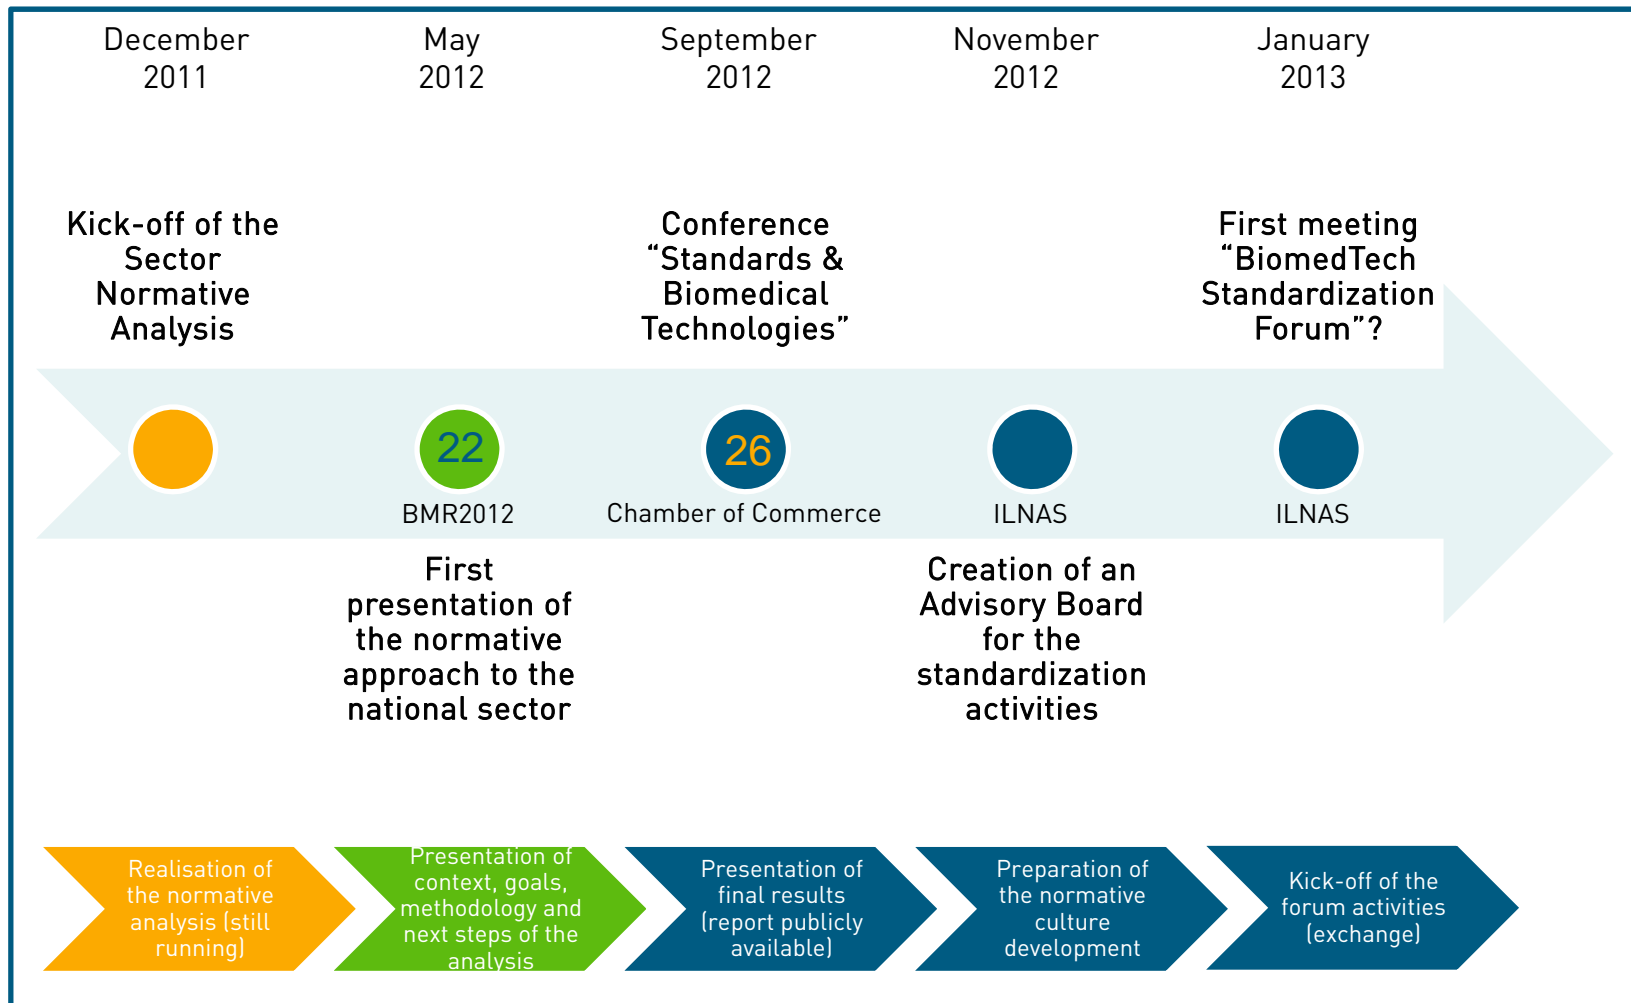 December
2011
May
2012
September
2012
November
2012
January
2013
Kick-off of the
Sector
Normative
Analysis
Conference
“Standards &
Biomedical
Technologies”
First meeting
“BiomedTech
Standardization
Forum”?
22
26
BMR2012
Chamber of Commerce
ILNAS
ILNAS
First
presentation of
the normative
approach to the
national sector
Creation of an
Advisory Board
for the
standardization
activities
Realisation of
the normative
analysis (still
running)
Presentation of
context, goals,
methodology and
next steps of the
analysis
Presentation of
final results
(report publicly
available)
Preparation of
the normative
culture
development
Kick-off of the
forum activities
(exchange)